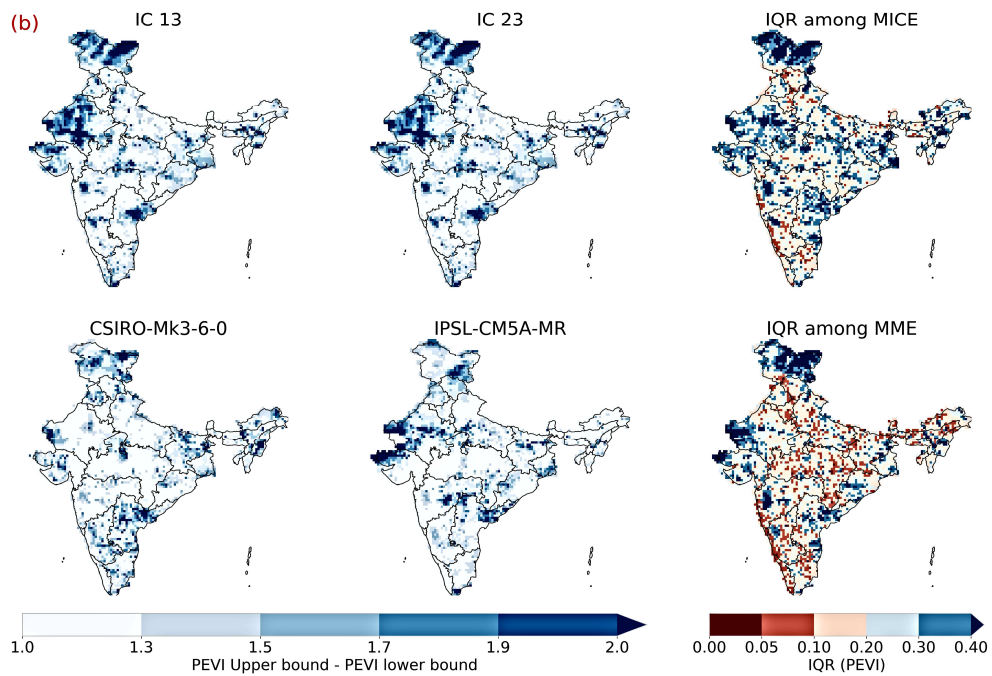 (b)
IC 13
IC 23
IQR among MICE
CSIRO-Mk3-6-0
IPSL-CM5A-MR
IQR among MME
1.0 1.3 1.5 1.7 1.9 2.0
PEVI Upper bound - PEVI lower bound
0.00 0.05 0.10 0.20 0.30 0.40
IQR (PEVI)